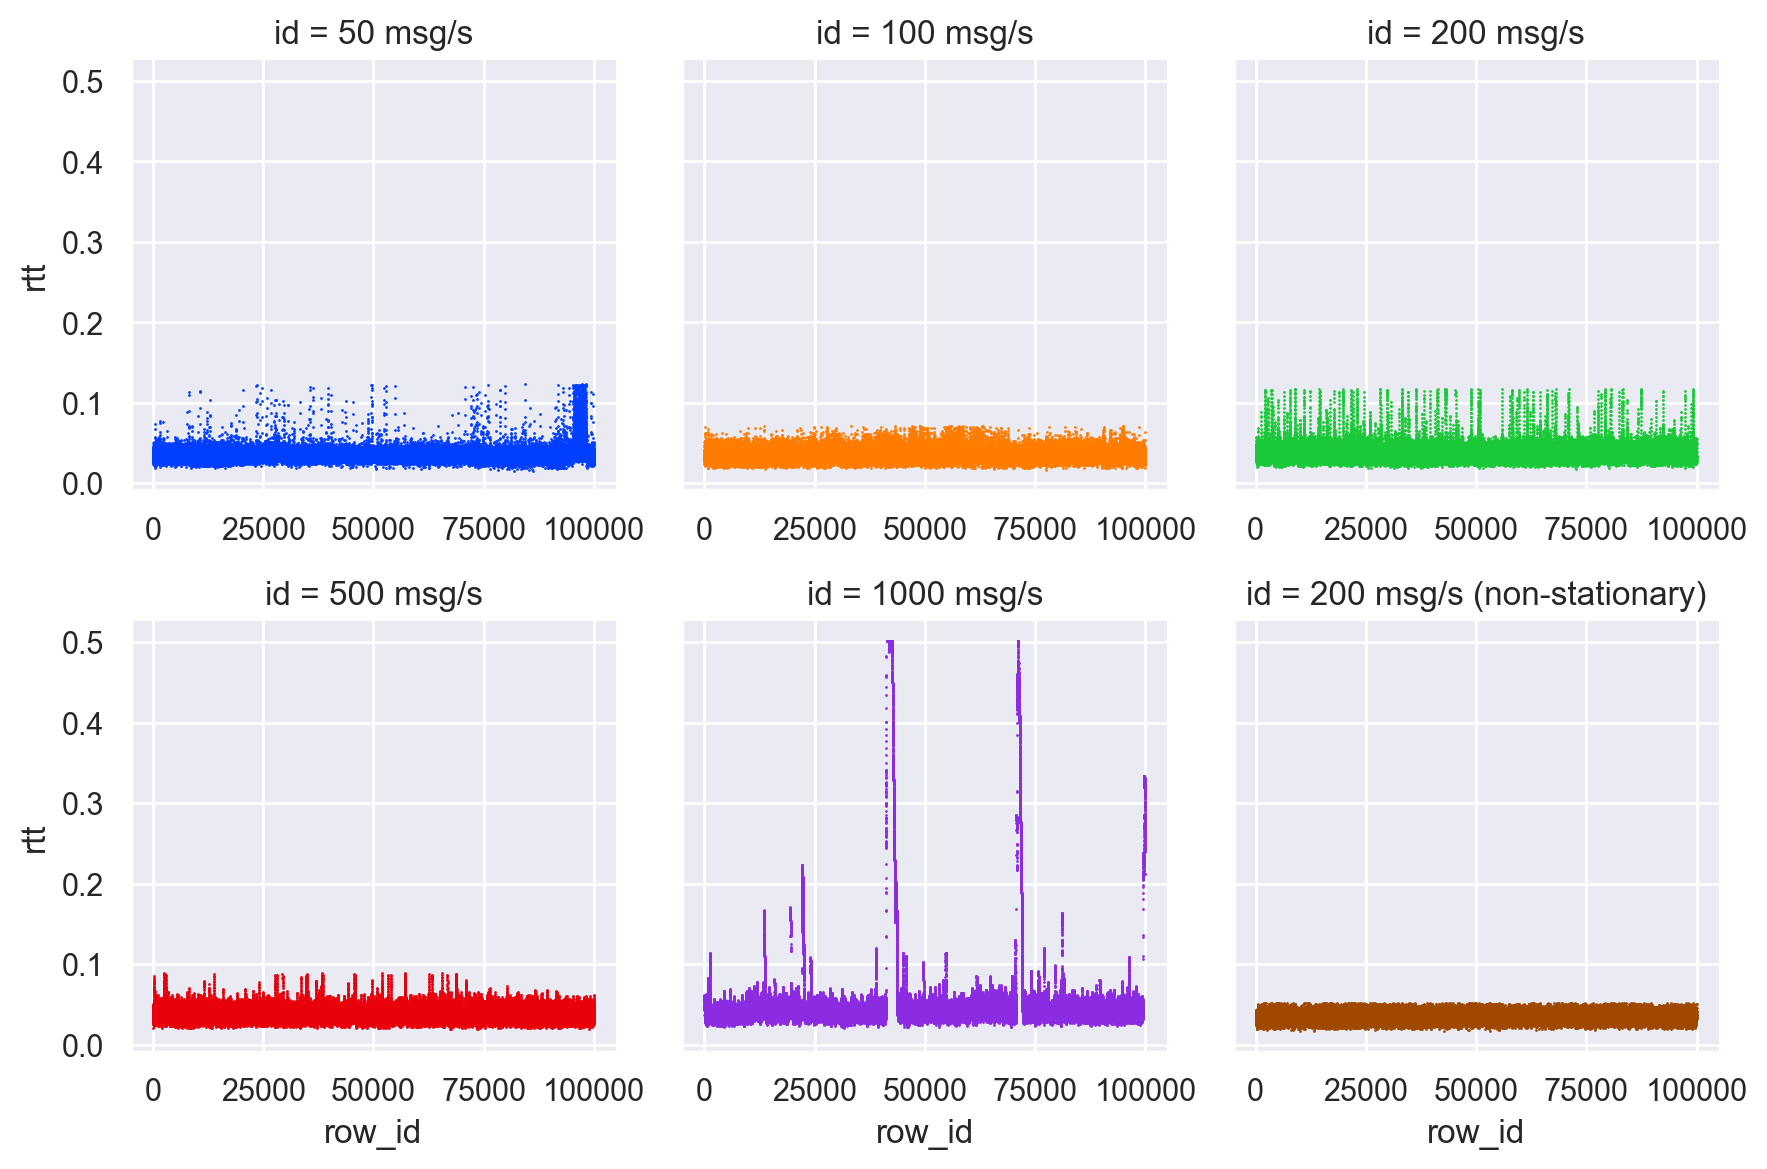 id = 50 msg/s
id = 100 msg/s
id = 200 msg/s
0.5
0.4
0.3
0.2
0.1
0.0
rtt
0 25000 50000 75000 100000
0 25000 50000 75000 100000
0 25000 50000 75000 100000
id = 500 msg/s
id = 1000 msg/s
id = 200 msg/s (non-stationary)
0.5
0.4
0.3
0.2
0.1
0.0
rtt
0 25000 50000 75000 100000
0 25000 50000 75000 100000
0 25000 50000 75000 100000
row_id
row_id
row_id